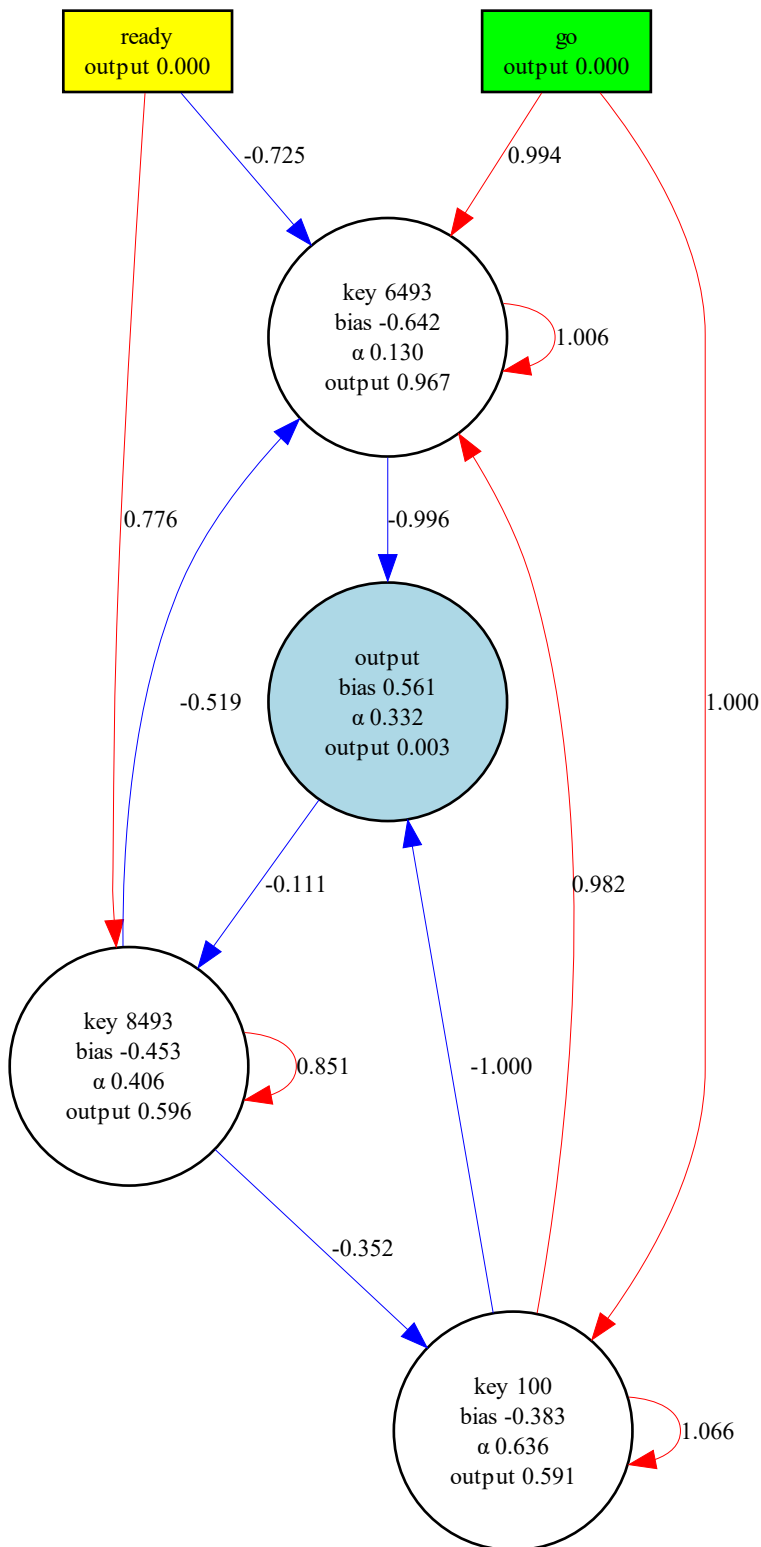 ready
output 0.000
go
output 0.000
-0.725
0.994
key 6493
bias -0.642
α 0.130
output 0.967
1.006
0.776
-0.996
output
bias 0.561
α 0.332
output 0.003
-0.519
1.000
-0.111
0.982
key 8493
bias -0.453
α 0.406
output 0.596
0.851
-1.000
-0.352
key 100
bias -0.383
α 0.636
output 0.591
1.066